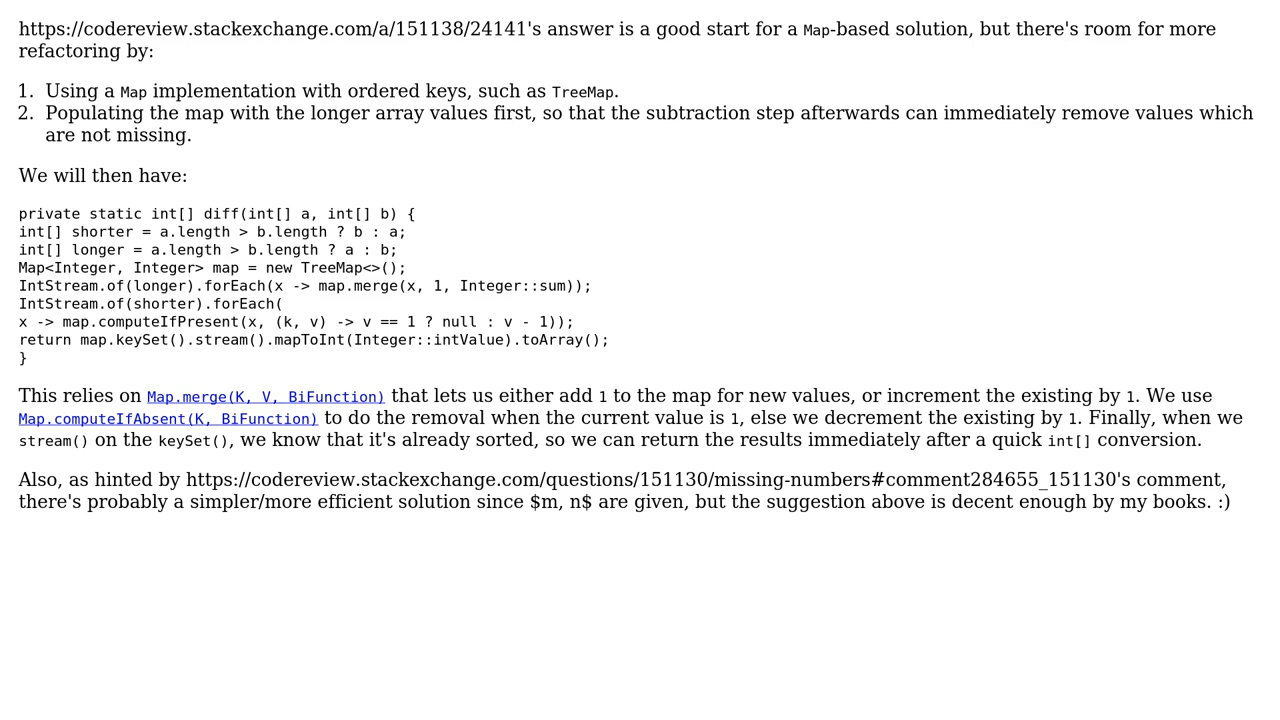 https://codereview.stackexchange.com/a/151138/24141's answer is a good start for a Map-based solution, but there's room for more
refactoring by:
1. Using a Map implementation with ordered keys, such as TreeMap.
2. Populating the map with the longer array values first, so that the subtraction step afterwards can immediately remove values which
are not missing.
We will then have:
private static int[] diff(int[] a, int[] b) {
int[] shorter = a.length > b.length ? b : a;
int[] longer = a.length > b.length ? a : b;
Map<Integer, Integer> map = new TreeMap<>();
IntStream.of(longer).forEach(x -> map.merge(x, 1, Integer::sum));
IntStream.of(shorter).forEach(
x -> map.computeIfPresent(x, (k, v) -> v == 1 ? null : v - 1));
return map.keySet().stream().mapToInt(Integer::intValue).toArray();
}
This relies on Map.merge(K, V, BiFunction) that lets us either add 1 to the map for new values, or increment the existing by 1. We use
Map.computeIfAbsent(K, BiFunction) to do the removal when the current value is 1, else we decrement the existing by 1. Finally, when we
stream() on the keySet(), we know that it's already sorted, so we can return the results immediately after a quick int[] conversion.
Also, as hinted by https://codereview.stackexchange.com/questions/151130/missing-numbers#comment284655_151130's comment,
there's probably a simpler/more efficient solution since $m, n$ are given, but the suggestion above is decent enough by my books. :)